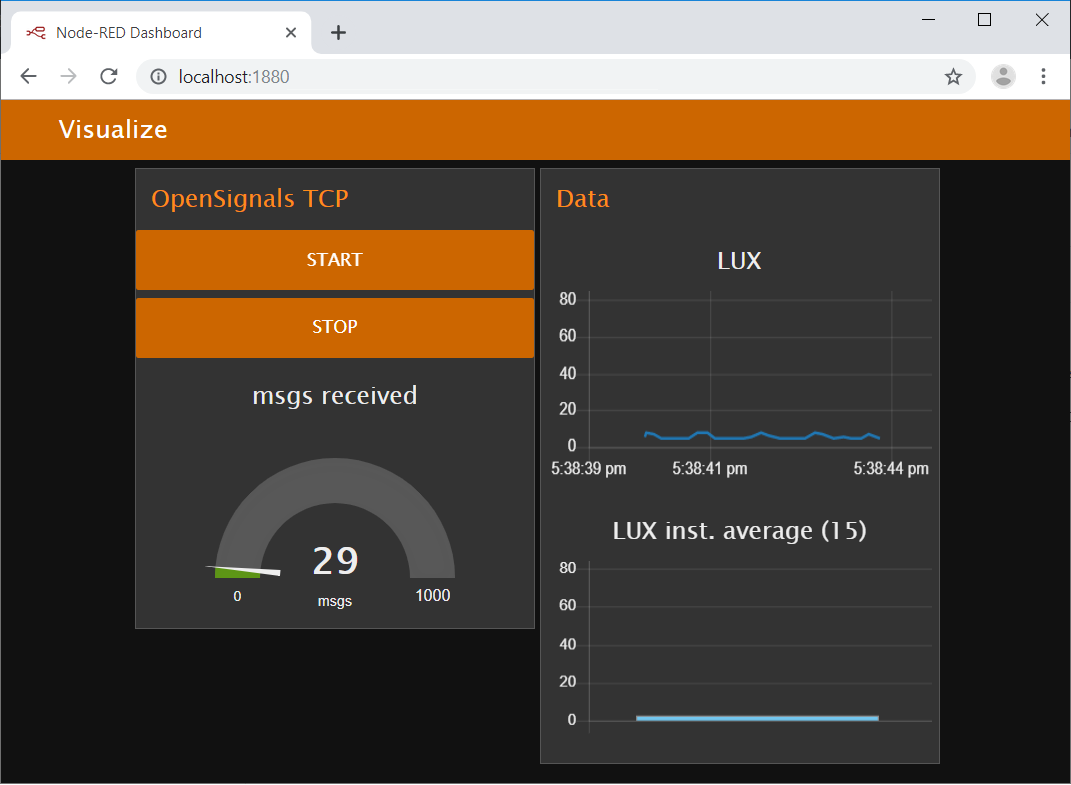 Node-RED Dashboard
localhost:1880
Visualize
OpenSignals TCP
START
STOP
msgs received
29
0
msgs
1000
Data
LUX
80
60
40
20
0
5:38:39 pm 5:38:41 pm 5:38:44 pm
LUX inst. average (15)
80
60
40
20
0